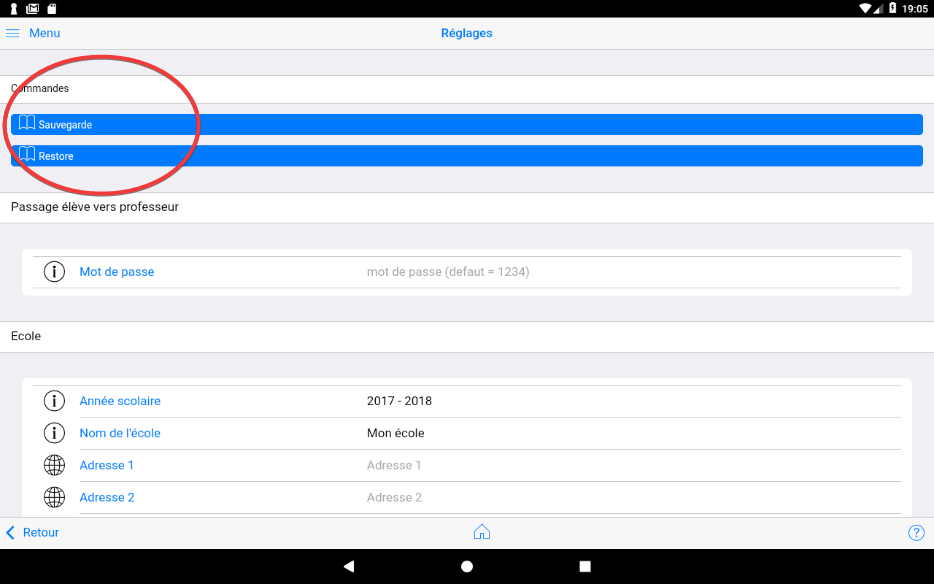 19:05
Menu
Réglages
Commandes
Sauvegarde
Restore
Passage élève vers professeur
Mot de passe
mot de passe (defaut = 1234)
Ecole
Année scolaire
2017 - 2018
Nom de l'école
Mon école
Adresse 1
Adresse 1
Adresse 2
Adresse 2
Retour